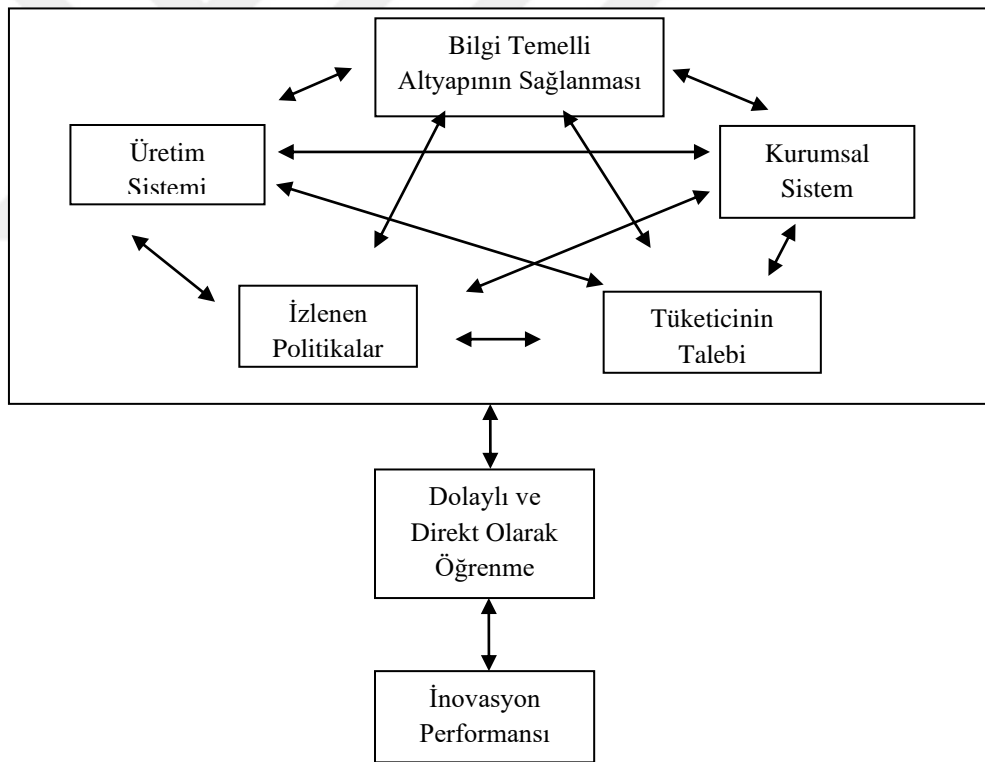 Bilgi Temelli
Altyapının Sağlanması
Üretim
Sistemi
Kurumsal
Sistem
İzlenen
Politikalar
Tüketicinin
Talebi
Dolaylı ve
Direkt Olarak
Öğrenme
İnovasyon
Performansı